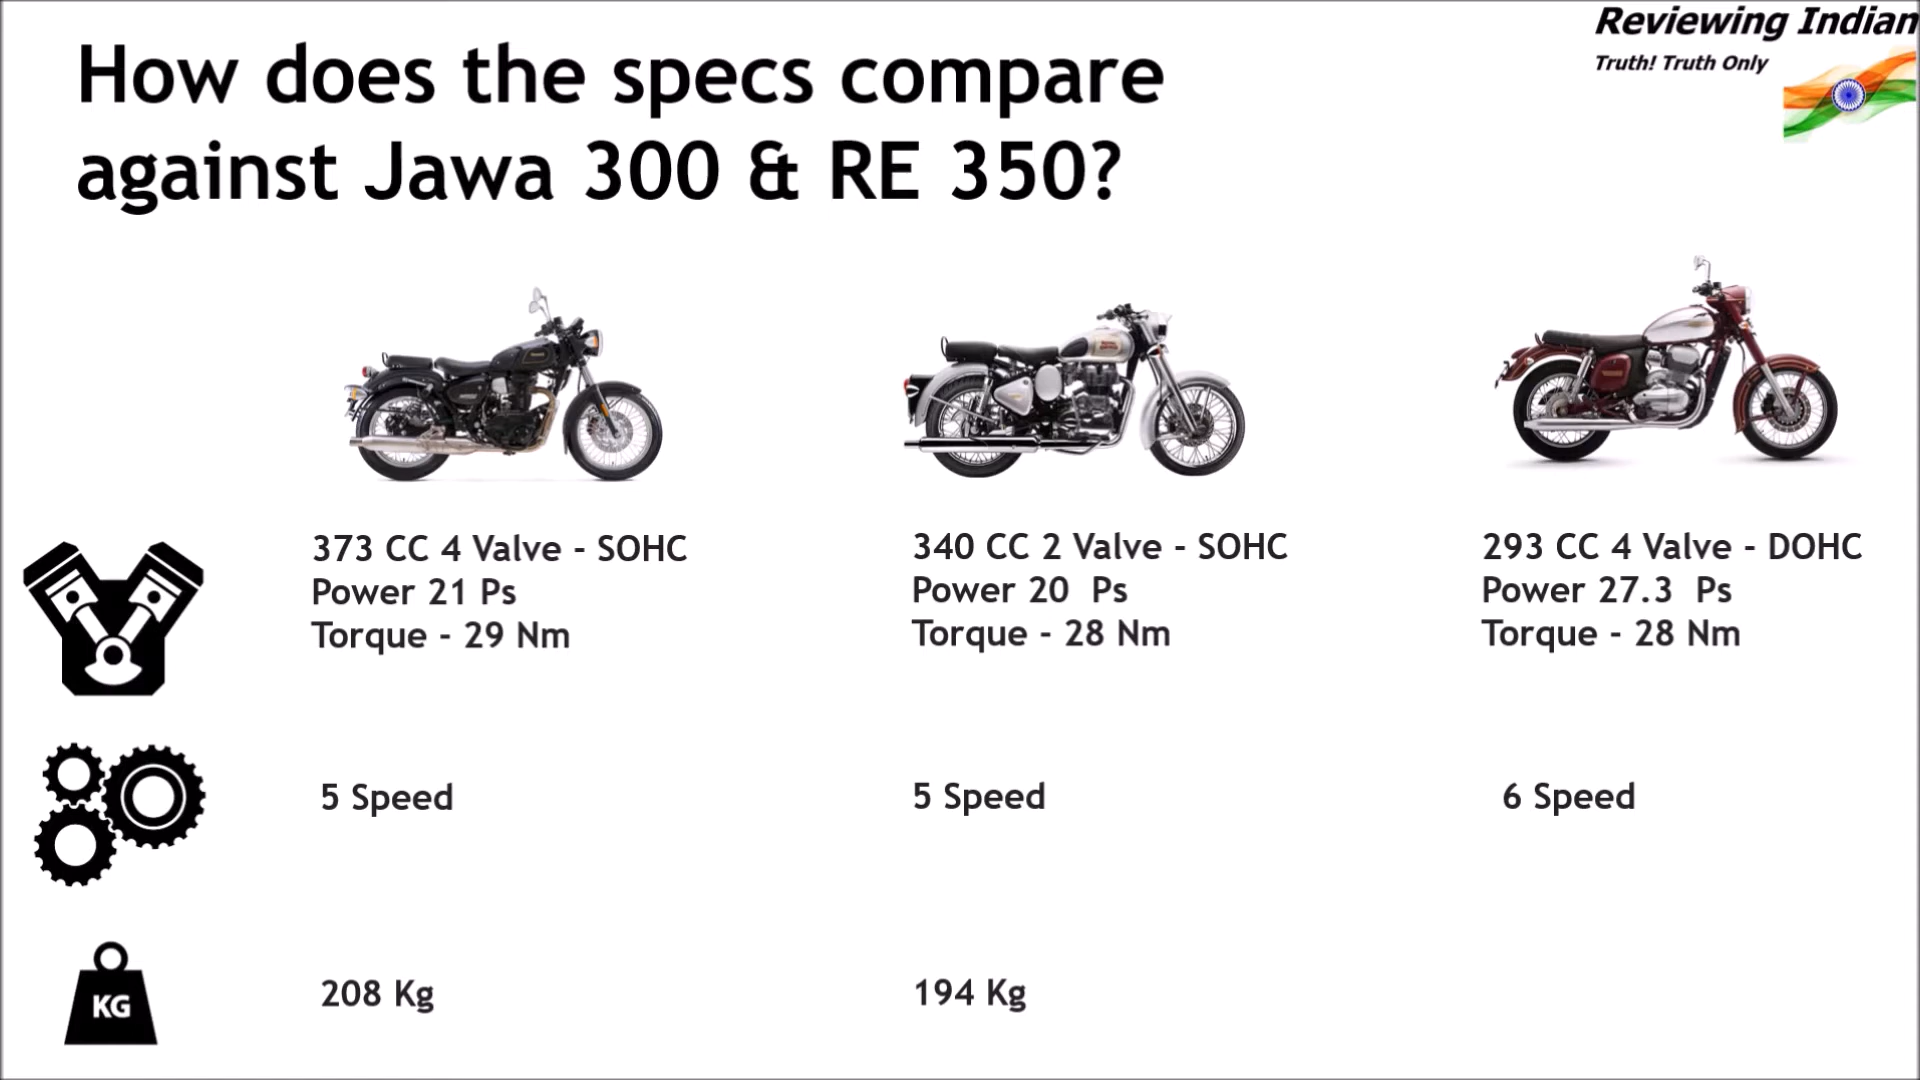 Reviewing Indian
Truth! Truth Only
How does the specs compare
against Jawa 300 & RE 350?
373 CC 4 Valve - SOHC
Power 21 Ps
Torque - 29 Nm
340 CC 2 Valve - SOHC
Power 20 Ps
Torque - 28 Nm
293 CC 4 Valve - DOHC
Power 27.3 Ps
Torque - 28 Nm
5 Speed
5 Speed
6 Speed
KG
208 Kg
194 Kg